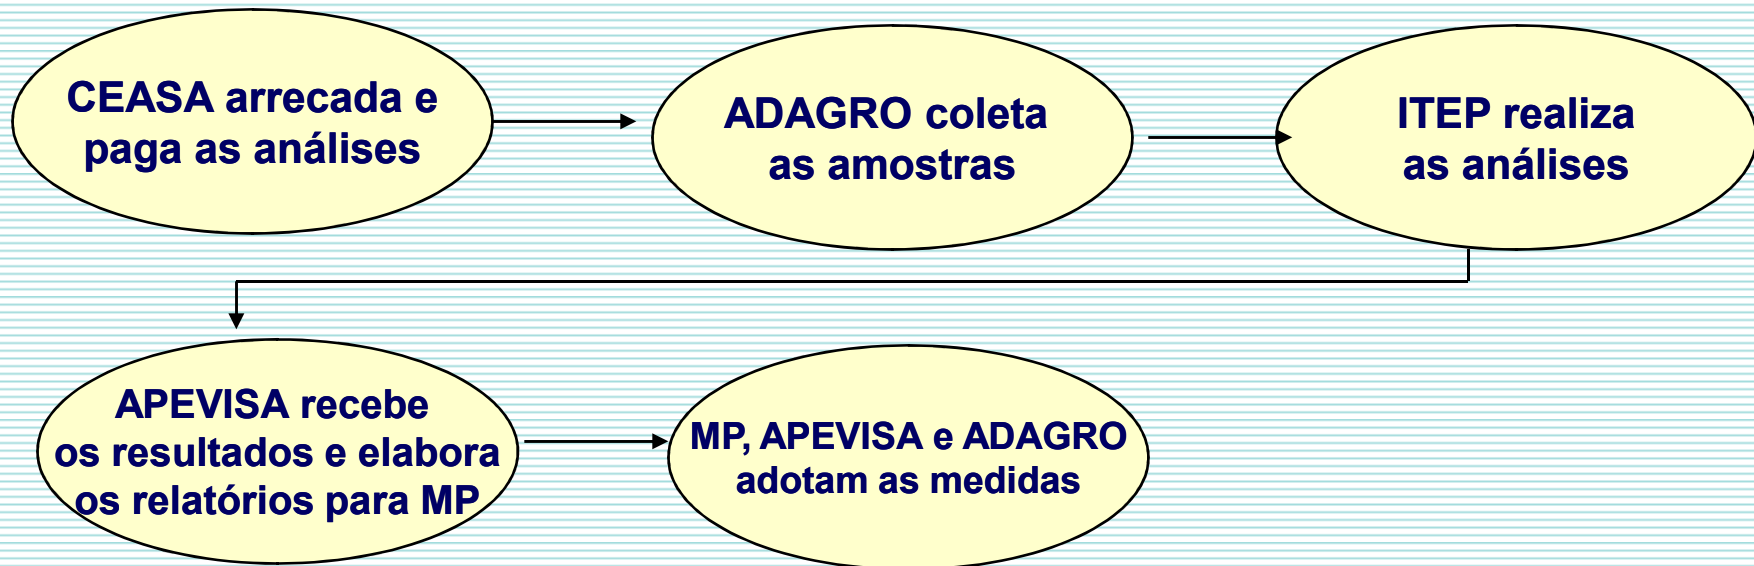 CEASA arrecada e
paga as análises
ADAGRO coleta
as amostras
ITEP realiza
as análises
APEVISA recebe
os resultados e elabora
os relatórios para MP
MP, APEVISA e ADAGRO
adotam as medidas